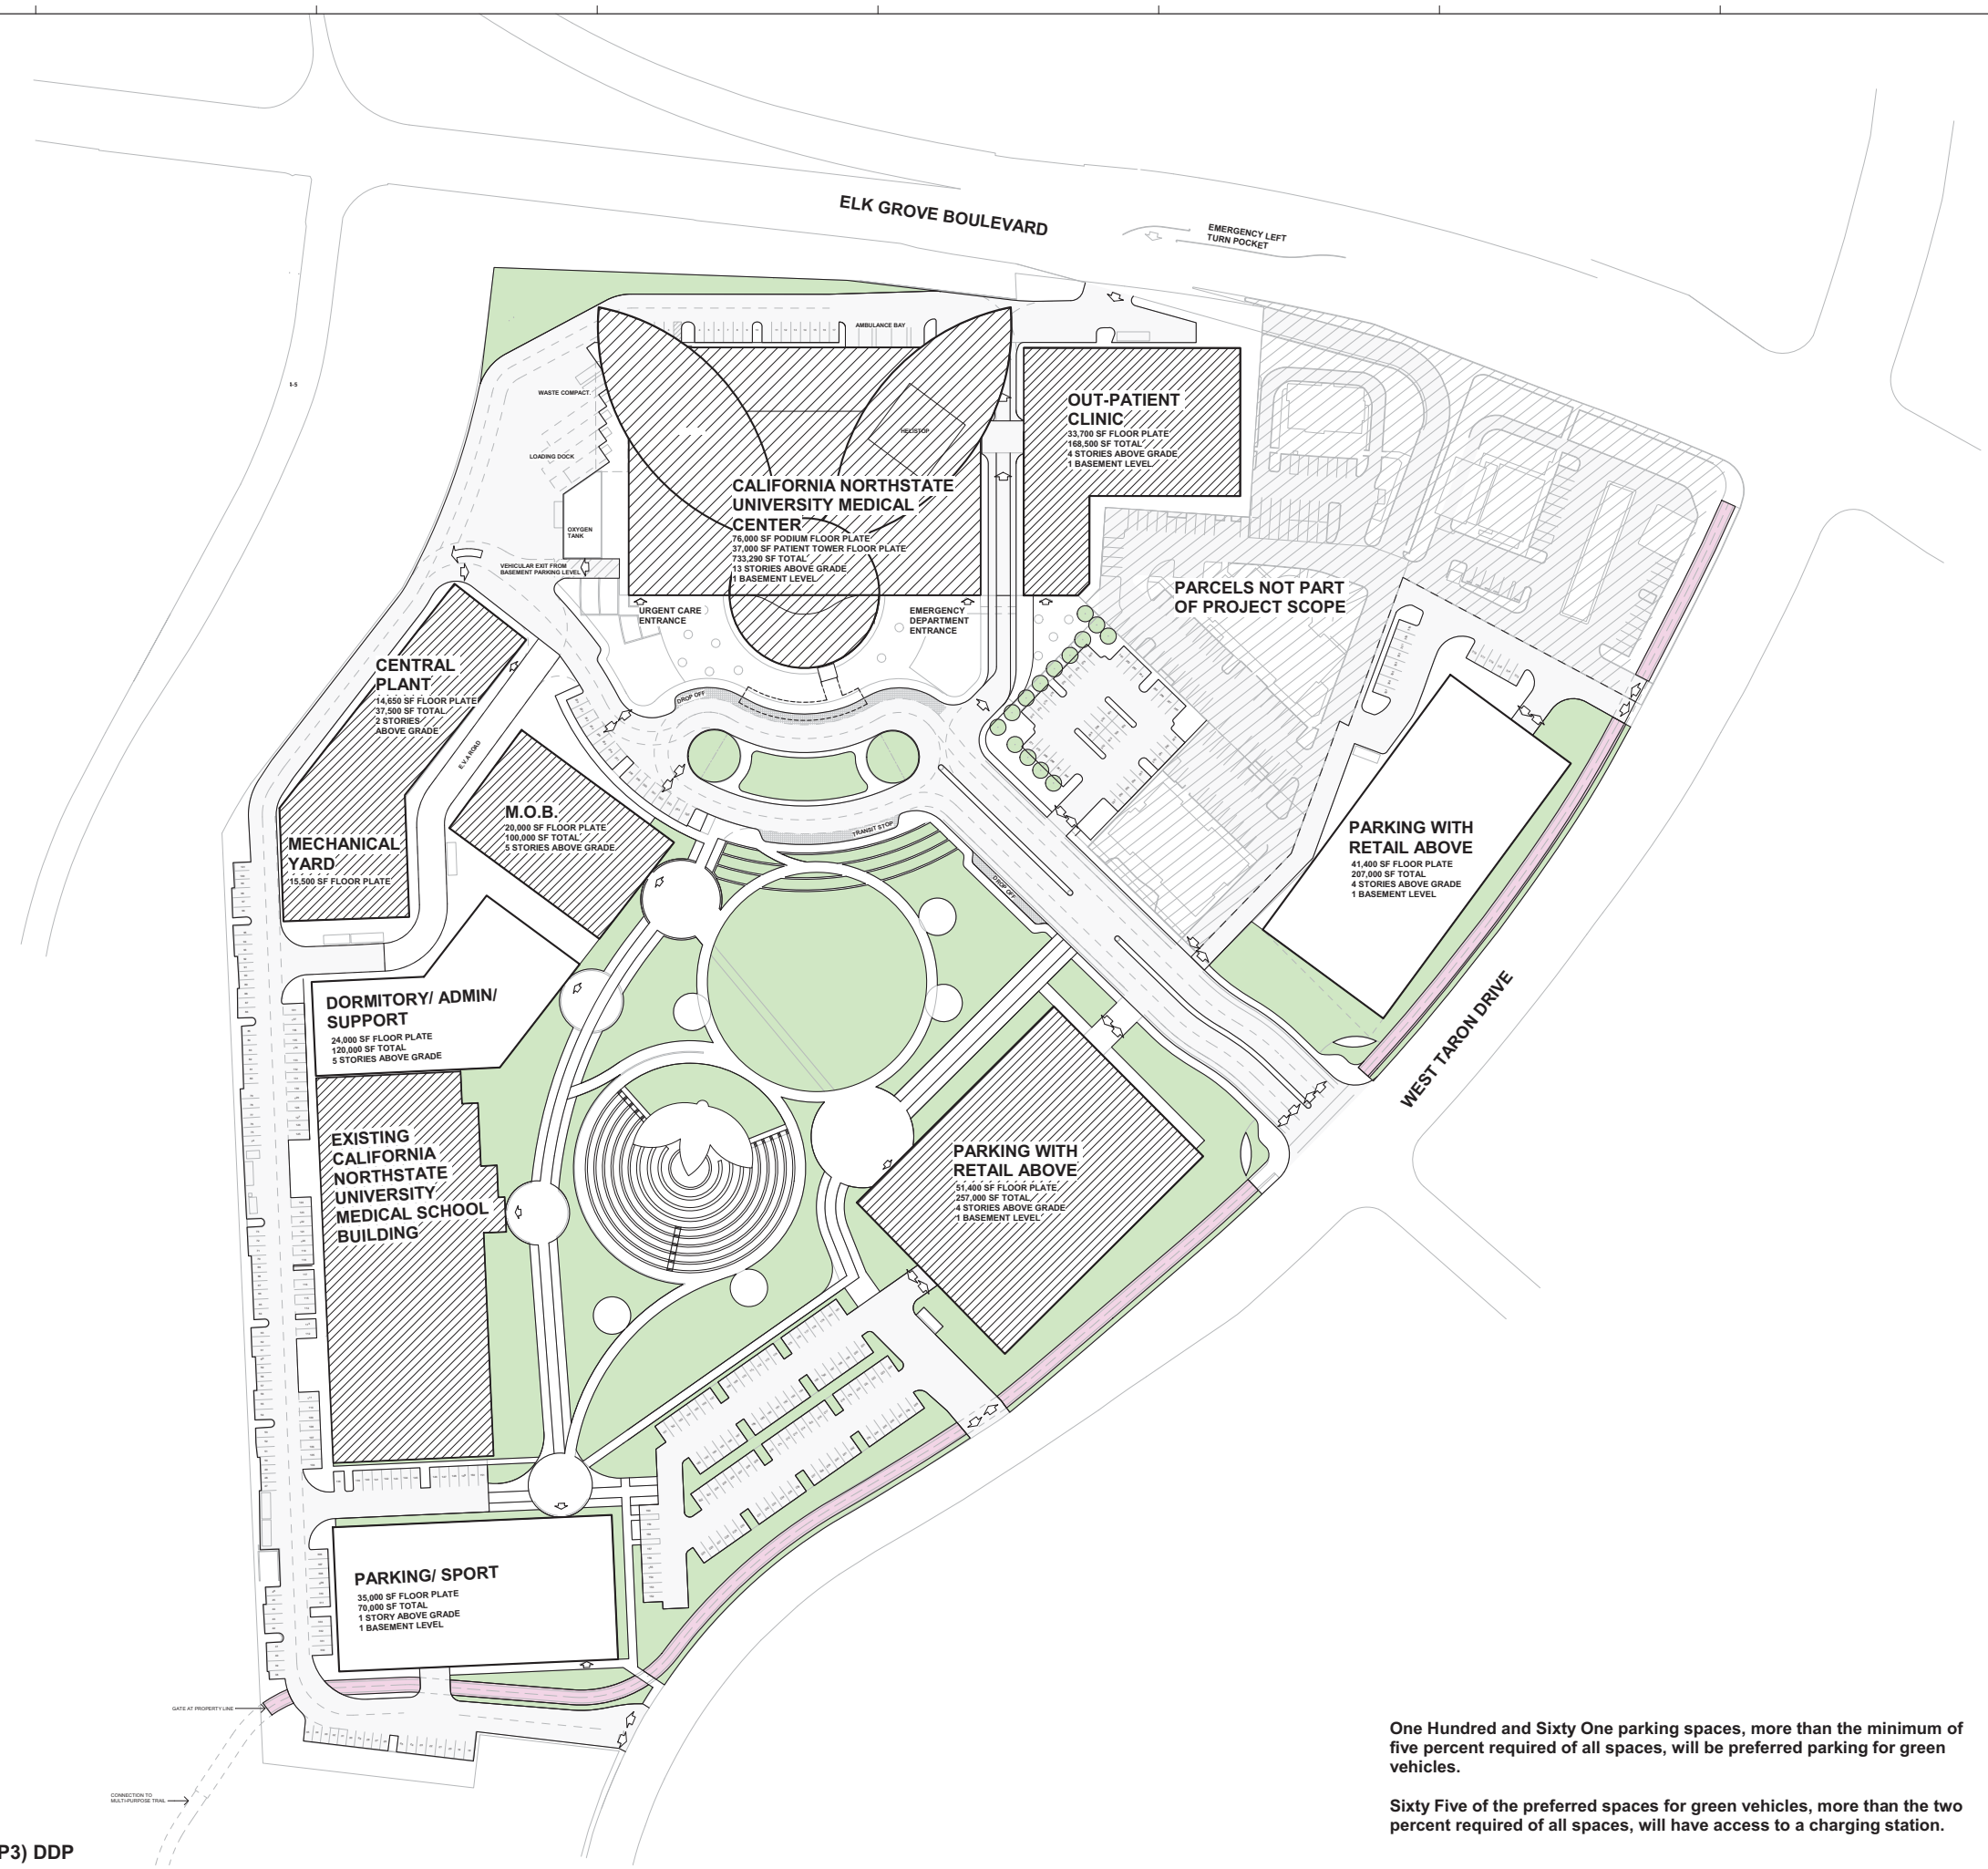 ELK GROVE BOULEVARD
EMERGENCY LEFT
TURN POCKET
AMBULANCE BAY
I-5
WASTE COMPACT.
LOADING DOCK
HELISTOP
OUT-PATIENT
CLINIC
33,700 SF FLOOR PLATE
168,500 SF TOTAL
4 STORIES ABOVE GRADE
1 BASEMENT LEVEL
CALIFORNIA NORTHSTATE
UNIVERSITY MEDICAL
CENTER
76,000 SF PODIUM FLOOR PLATE
37,000 SF PATIENT TOWER FLOOR PLATE
733,290 SF TOTAL
13 STORIES ABOVE GRADE
1 BASEMENT LEVEL
OXYGEN
TANK
VEHICULAR EXIT FROM
BASEMENT PARKING LEVEL
URGENT CARE
ENTRANCE
EMERGENCY
DEPARTMENT
ENTRANCE
PARCELS NOT PART
OF PROJECT SCOPE
CENTRAL
PLANT
14,650 SF FLOOR PLATE
37,500 SF TOTAL
2 STORIES
ABOVE GRADE
DROP OFF
E.V.A ROAD
M.O.B.
20,000 SF FLOOR PLATE
100,000 SF TOTAL
5 STORIES ABOVE GRADE
TRANSIT STOP
MECHANICAL
YARD
15,500 SF FLOOR PLATE
DROP OFF
PARKING WITH
RETAIL ABOVE
41,400 SF FLOOR PLATE
207,000 SF TOTAL
4 STORIES ABOVE GRADE
1 BASEMENT LEVEL
WEST TARON DRIVE
DORMITORY/ ADMIN/
SUPPORT
24,000 SF FLOOR PLATE
120,000 SF TOTAL
5 STORIES ABOVE GRADE
EXISTING
CALIFORNIA
NORTHSTATE
UNIVERSITY
MEDICAL SCHOOL
BUILDING
PARKING WITH
RETAIL ABOVE
51,400 SF FLOOR PLATE
257,000 SF TOTAL
4 STORIES ABOVE GRADE
1 BASEMENT LEVEL
PARKING/ SPORT
35,000 SF FLOOR PLATE
70,000 SF TOTAL
1 STORY ABOVE GRADE
1 BASEMENT LEVEL
GATE AT PROPERTY LINE
CONNECTION TO
MULTI-PURPOSE TRAIL
One Hundred and Sixty One parking spaces, more than the minimum of
five percent required of all spaces, will be preferred parking for green
vehicles.
Sixty Five of the preferred spaces for green vehicles, more than the two
percent required of all spaces, will have access to a charging station.
P3) DDP